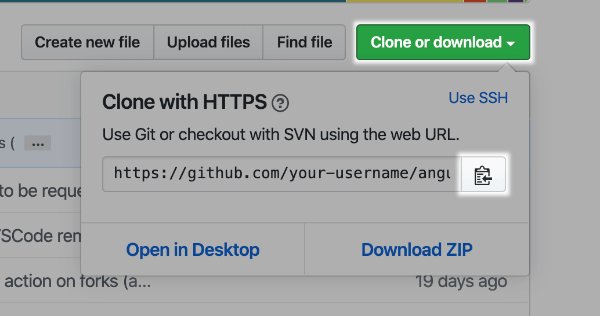 Create new file Upload files Find file Clone or download
Clone with HTTPS ? Use SSH
s ( ...
Use Git or checkout with SVN using the web URL.
https://github.com/your-username/angu
to be reque
VSCode ren
Open in Desktop Download ZIP
action on forks (a... 19 days ago